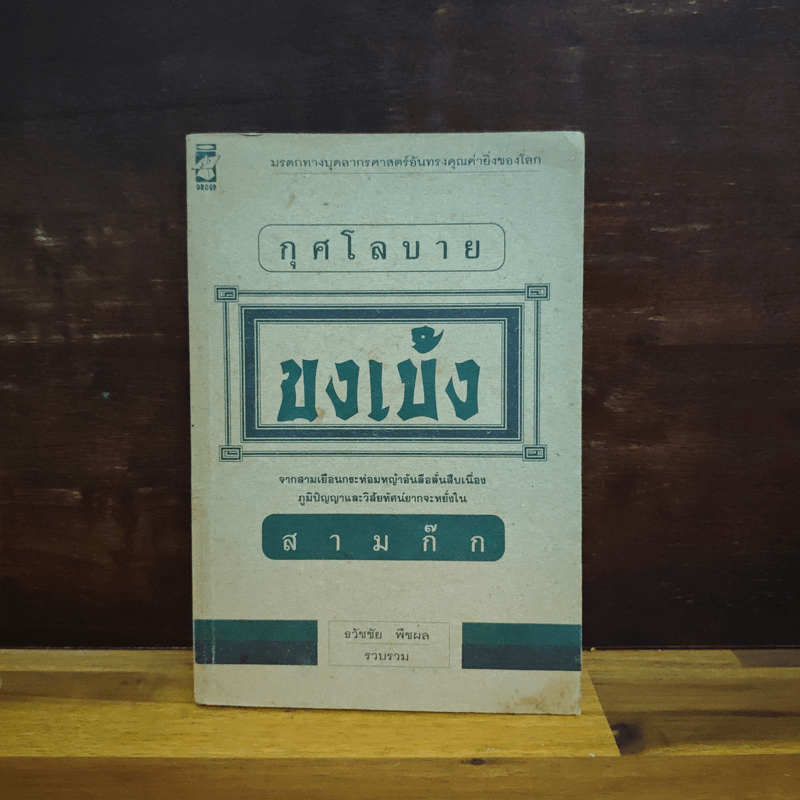 มรดกทางบุคลากรศาสตร์อันทรงคุณค่ายิ่งของโลก
GROUP
กุศโลบาย
ขงเบ้ง
จากสามเยือนกระท่อมหญ้าอันลือลั่นสืบเนื่อง
ภูมิปัญญาและวิสัยทัศน์ยากจะหยั่งใน
สามก๊ก
ธวัชชัย พืชผล
รวบรวม